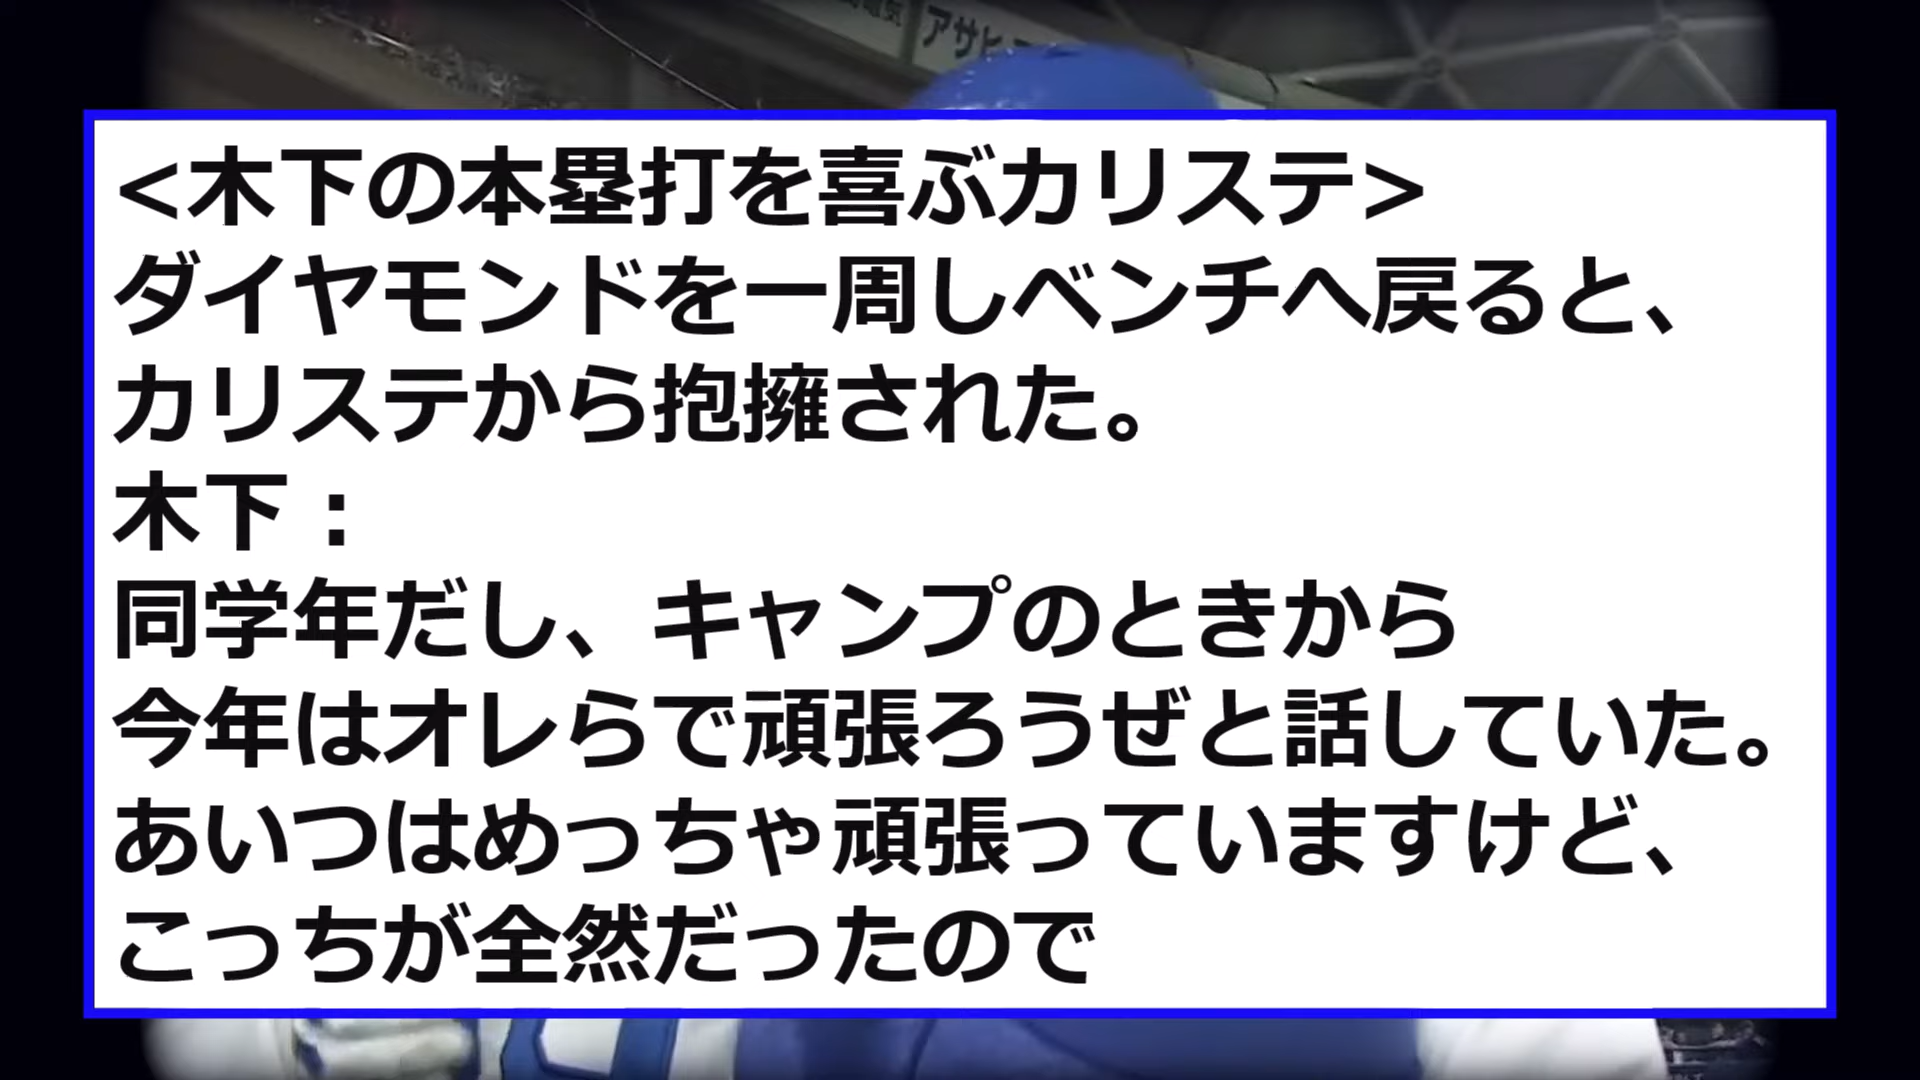 アサヒ
<木下の本塁打を喜ぶカリステ>
ダイヤモンドを一周しベンチへ戻ると、
カリステから抱擁された。
木下：
同学年だし、キャンプのときから
今年はオレらで頑張ろうぜと話していた。
あいつはめっちゃ頑張っていますけど、
こっちが全然だったので